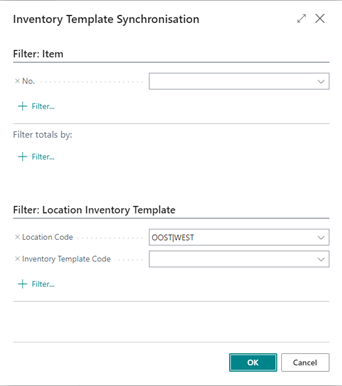 Inventory Template Synchronisation
Filter: Item
× No.
+ Filter...
Filter totals by:
+ Filter...
Filter: Location Inventory Template
× Location Code OOST|WEST
× Inventory Template Code
+ Filter...
OK Cancel